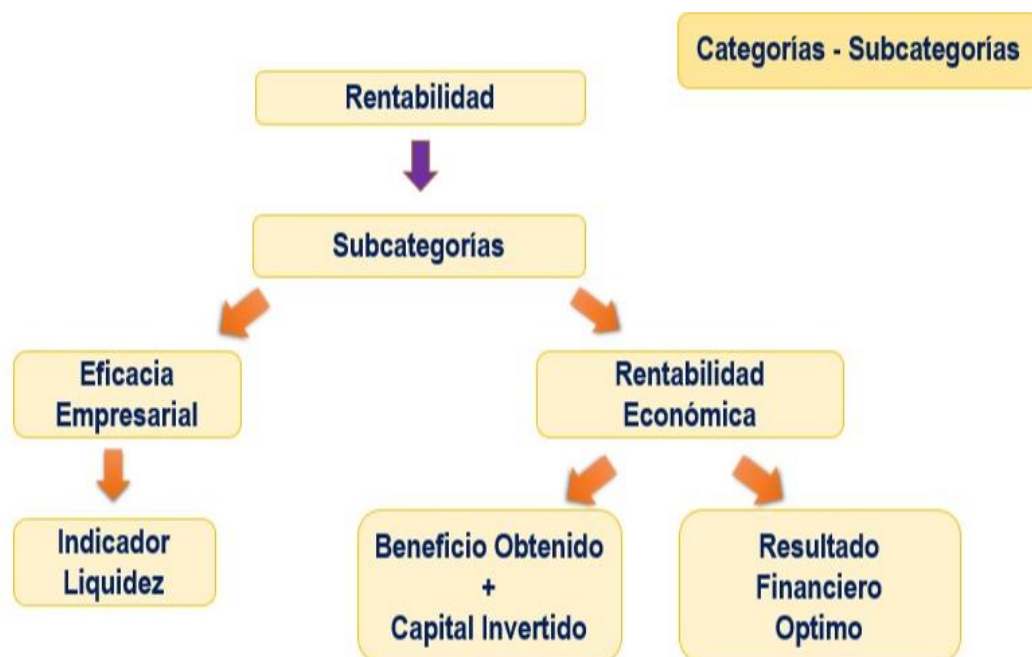 Categorías - Subcategorías
Rentabilidad
Subcategorías
Eficacia
Empresarial
Rentabilidad
Económica
Indicador
Liquidez
Beneficio Obtenido
+
Capital Invertido
Resultado
Financiero
Optimo